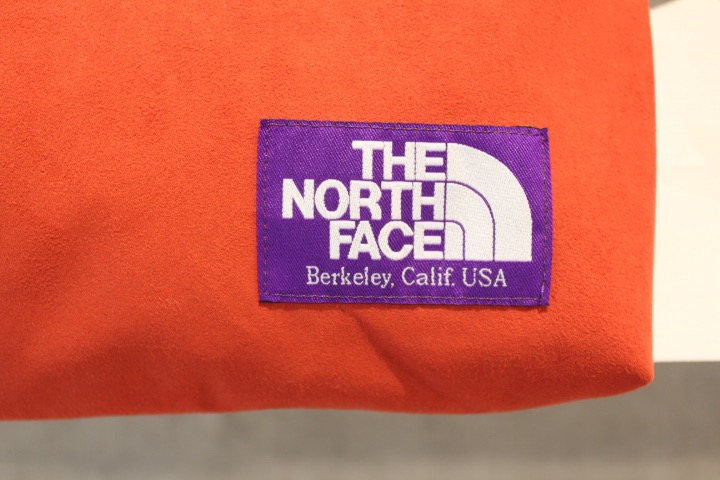 THE
NORTH
FACE
Berkeley, Calif. USA